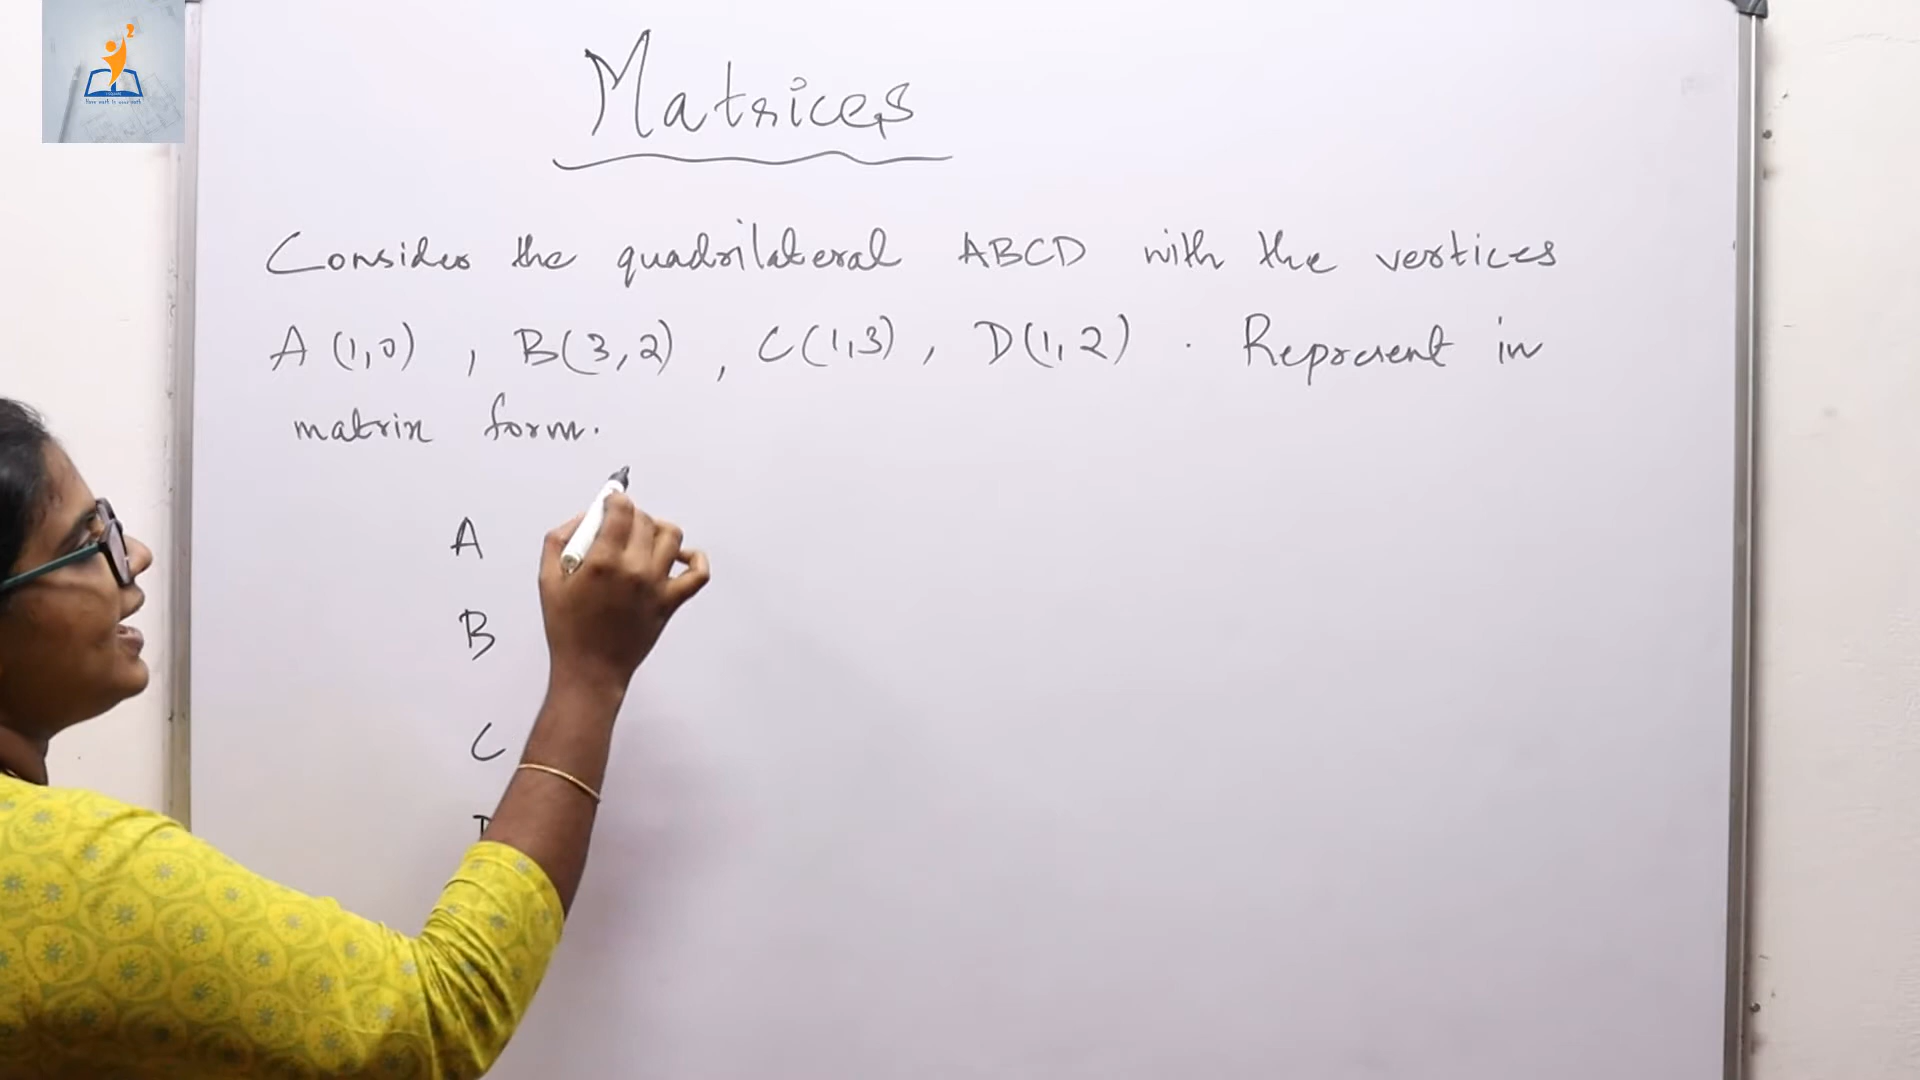 Matrices
Consider the quadrilateral ABCD with the vertices
A (1,0) , B(3,2) , C(1,3) , D(1,2) . Represent in
matrix form.
A
B
C